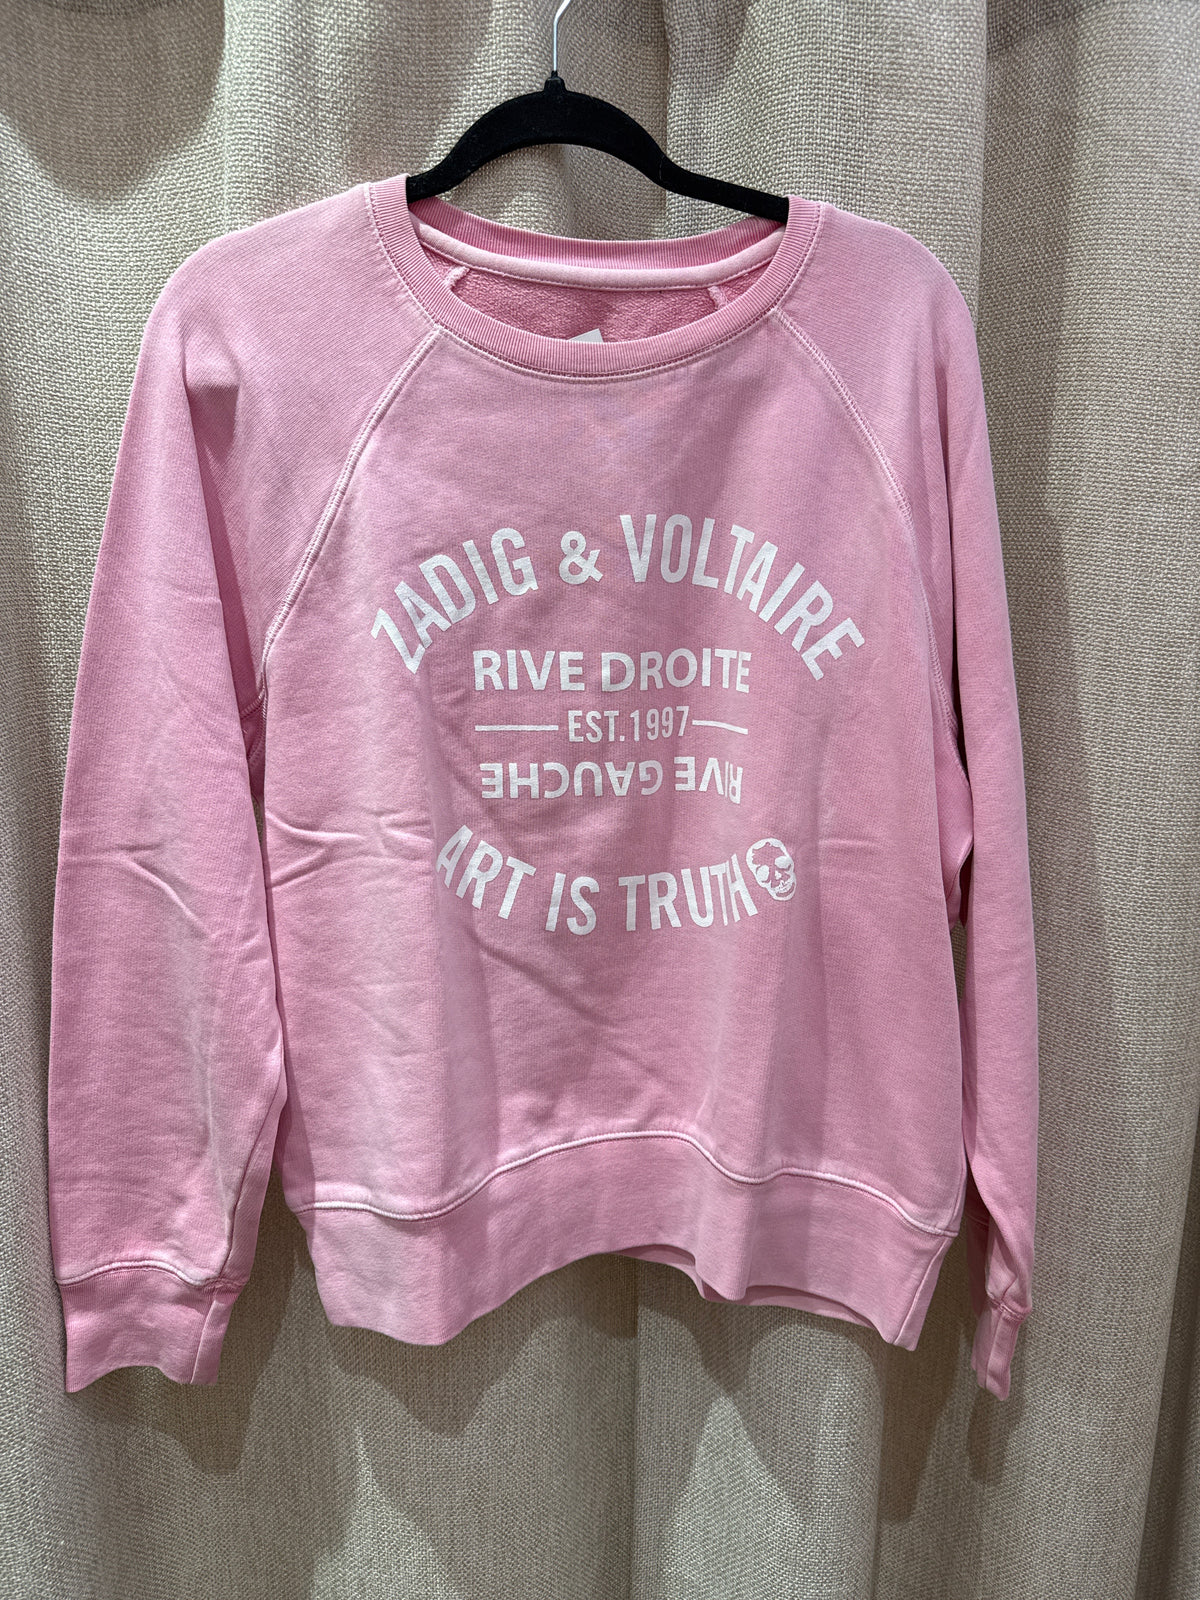 ZADIG & VOLTAIRE
RIVE DROITE
EST.1997
RIVE GAUCHE
ART IS TRUTH